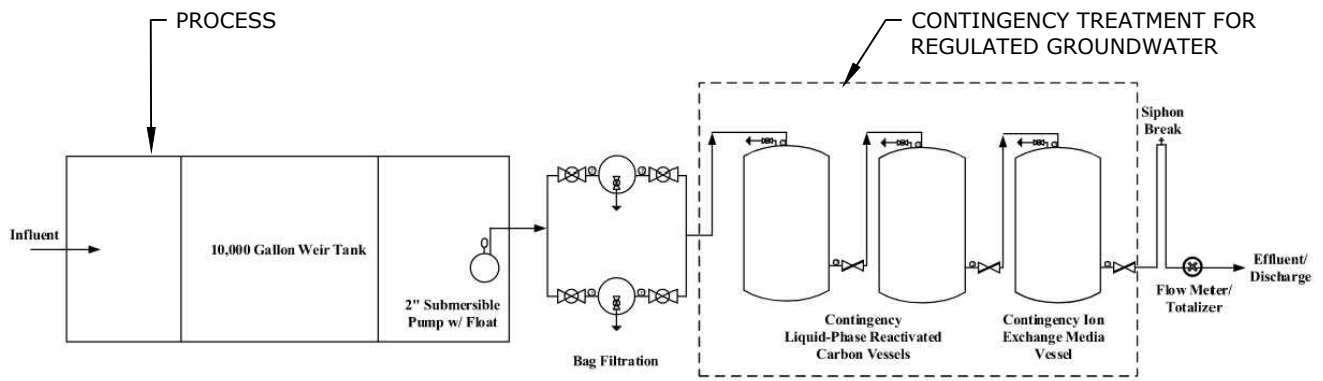 PROCESS
CONTINGENCY TREATMENT FOR
REGULATED GROUNDWATER
Siphon
Break
Influent
10,000 Gallon Weir Tank
2" Submersible
Pump w/ Float
Bag Filtration
Contingency
Liquid-Phase Reactivated
Carbon Vessels
Contingency Ion
Exchange Media
Vessel
Flow Meter/
Totalizer
Effluent/
Discharge